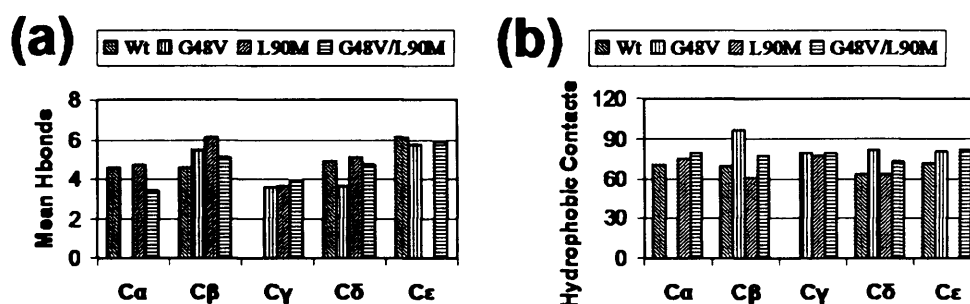 (a)
Wt G48V L90M G48V/L90M
Mean Hbonds
8
6
4
2
0
Cα Cβ Cγ Cδ Cε
(b)
Wt G48V L90M G48V/L90M
Hydrophobic Contacts
120
90
60
30
0
Cα Cβ Cγ Cδ Cε